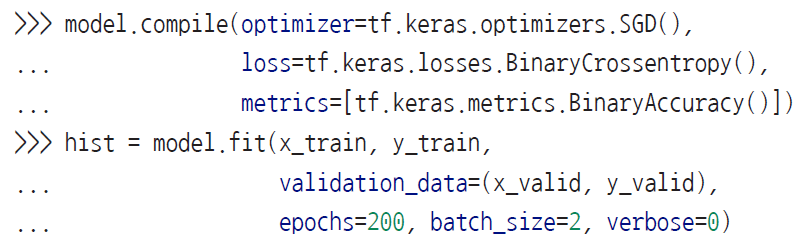 >>> model.compile(optimizer=tf.keras.optimizers.SGD(),
...               loss=tf.keras.losses.BinaryCrossentropy(),
...               metrics=[tf.keras.metrics.BinaryAccuracy()])
>>> hist = model.fit(x_train, y_train,
...                  validation_data=(x_valid, y_valid),
...                  epochs=200, batch_size=2, verbose=0)